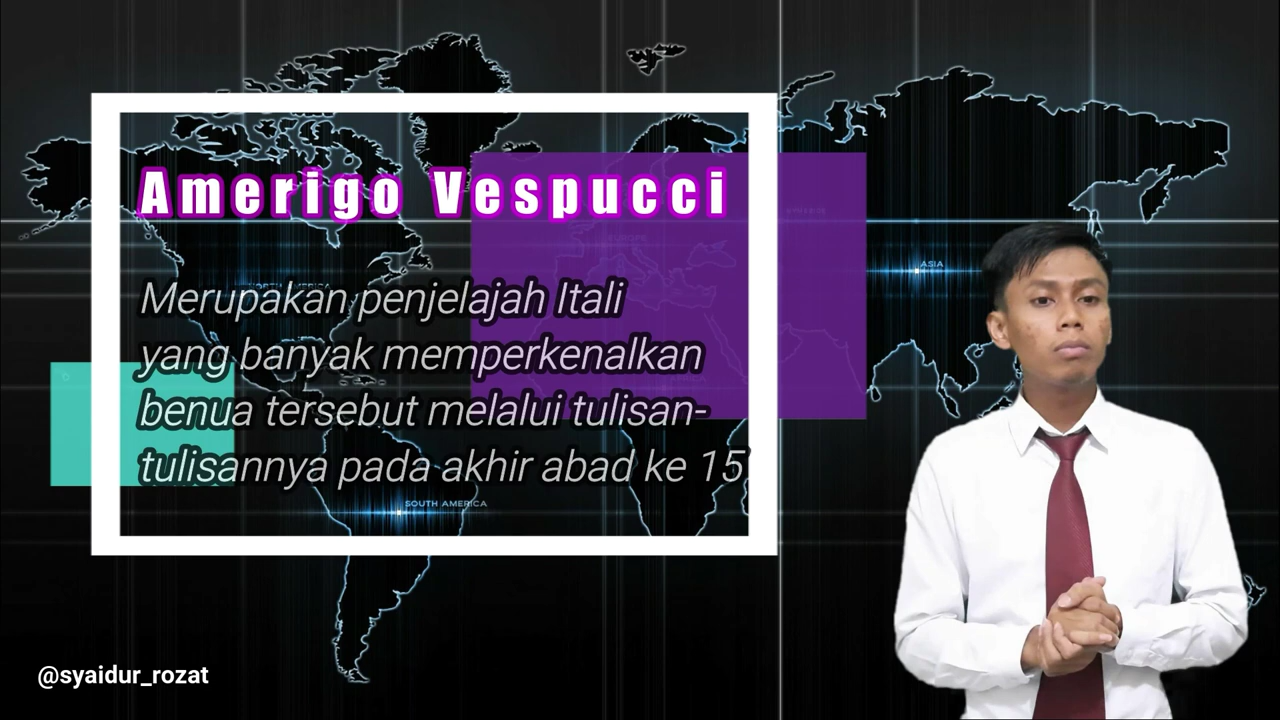 Amerigo Vespucci
Merupakan penjelajah Itali
yang banyak memperkenalkan
benua tersebut melalui tulisan-
tulisannya pada akhir abad ke 15
ASIA
SOUTH AMERICA
@syaidur_rozat